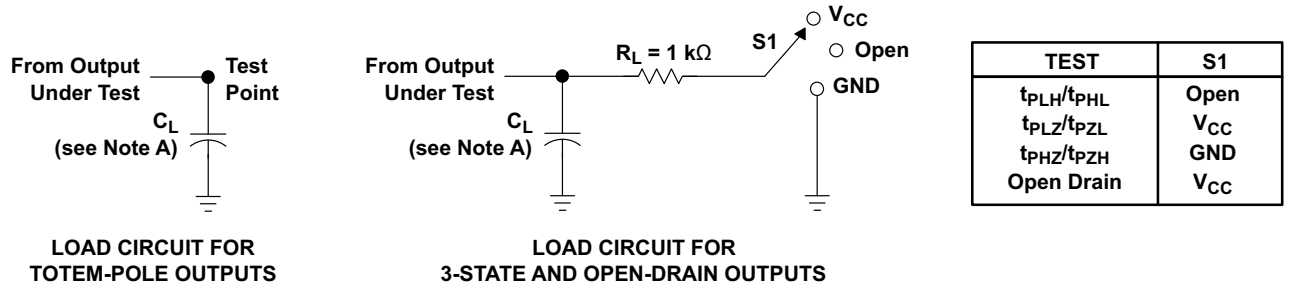 From Output
Under Test
Test
Point
CL
(see Note A)
LOAD CIRCUIT FOR
TOTEM-POLE OUTPUTS
From Output
Under Test
RL = 1 kΩ
S1
VCC
Open
GND
CL
(see Note A)
LOAD CIRCUIT FOR
3-STATE AND OPEN-DRAIN OUTPUTS
TEST S1
tPLH/tPHL Open
tPLZ/tPZL VCC
tPHZ/tPZH GND
Open Drain VCC